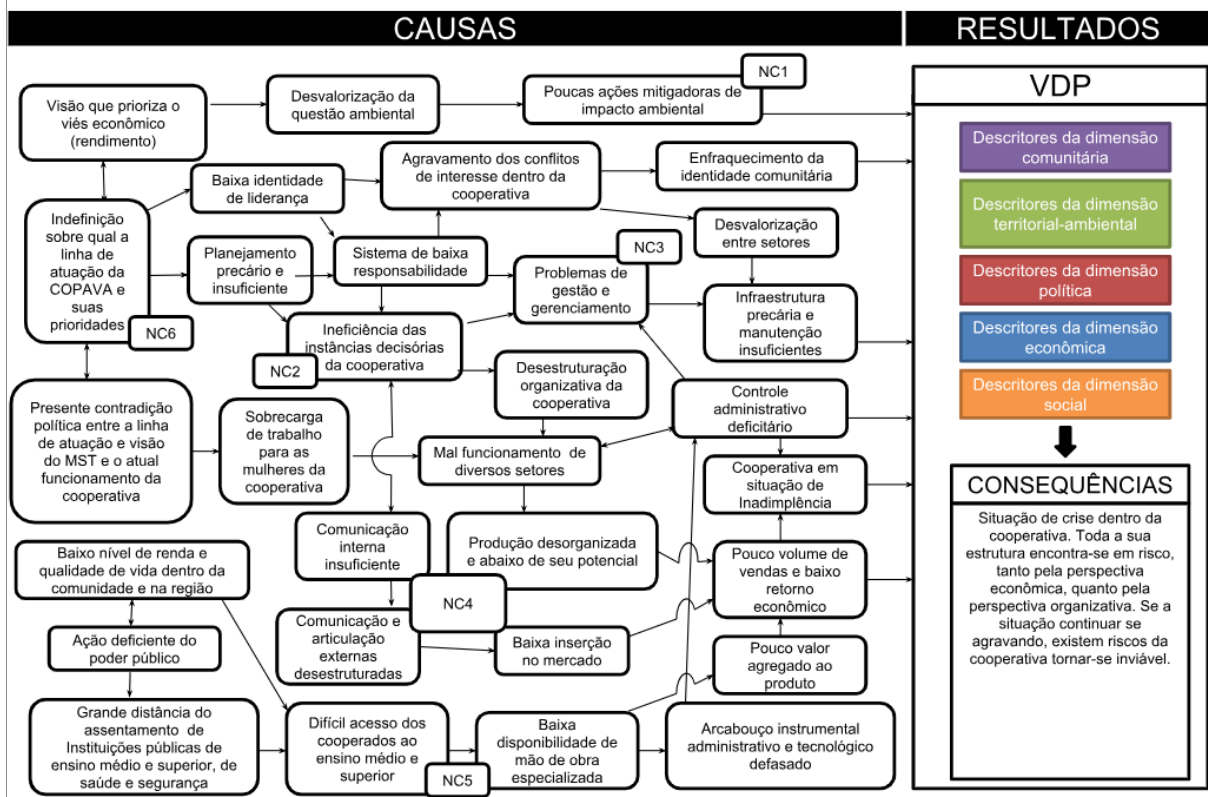 CAUSAS
RESULTADOS
NC1
Visão que prioriza o
viés econômico
(rendimento)
Desvalorização da
questão ambiental
Poucas ações mitigadoras de
impacto ambiental
Agravamento dos conflitos
de interesse dentro da
cooperativa
Enfraquecimento da
identidade comunitária
Baixa identidade
de liderança
Indefinição
sobre qual a
linha de
atuação da
COPAVA e
suas
prioridades
NC6
Planejamento
precário e
insuficiente
Sistema de baixa
responsabilidade
NC3
Problemas de
gestão e
gerenciamento
Desvalorização
entre setores
Infraestrutura
precária e
manutenção
insuficientes
Ineficiência das
instâncias decisórias
da cooperativa
NC2
Desestruturação
organizativa da
cooperativa
Controle
administrativo
deficitário
Presente contradição
política entre a linha
de atuação e visão
do MST e o atual
funcionamento da
cooperativa
Sobrecarga
de trabalho
para as
mulheres da
cooperativa
Mal funcionamento de
diversos setores
Cooperativa em
situação de
Inadimplência
Comunicação
interna
insuficiente
Produção desorganizada
e abaixo de seu potencial
Pouco volume de
vendas e baixo
retorno
econômico
Baixo nível de renda e
qualidade de vida dentro da
comunidade e na região
NC4
Ação deficiente do
poder público
Comunicação e
articulação
externas
desestruturadas
Baixa inserção
no mercado
Pouco valor
agregado ao
produto
Grande distância do
assentamento de
Instituições públicas de
ensino médio e superior, de
saúde e segurança
Difícil acesso dos
cooperados ao
ensino médio e
superior
NC5
Baixa
disponibilidade de
mão de obra
especializada
Arcabouço instrumental
administrativo e tecnológico
defasado
VDP
Descritores da dimensão
comunitária
Descritores da dimensão
territorial-ambiental
Descritores da dimensão
política
Descritores da dimensão
econômica
Descritores da dimensão
social
CONSEQUÊNCIAS
Situação de crise dentro da
cooperativa. Toda a sua
estrutura encontra-se em risco,
tanto pela perspectiva
econômica, quanto pela
perspectiva organizativa. Se a
situação continuar se
agravando, existem riscos da
cooperativa tornar-se inviável.